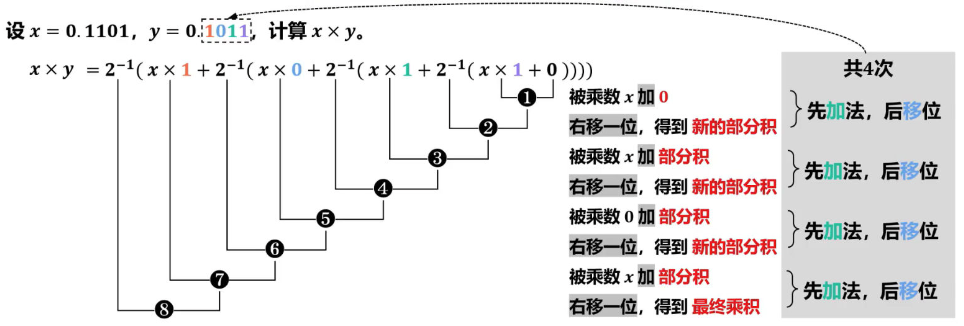 设 x = 0.1101，y = 0.1011，计算 x × y。
x × y = 2⁻¹( x × 1 + 2⁻¹( x × 0 + 2⁻¹( x × 1 + 2⁻¹( x × 1 + 0 ))))
共4次
❶ 被乘数 x 加 0
❷ 右移一位，得到 新的部分积
先加法，后移位
❸ 被乘数 x 加 部分积
❹ 右移一位，得到 新的部分积
先加法，后移位
❺ 被乘数 0 加 部分积
❻ 右移一位，得到 新的部分积
先加法，后移位
❼ 被乘数 x 加 部分积
❽ 右移一位，得到 最终乘积
先加法，后移位